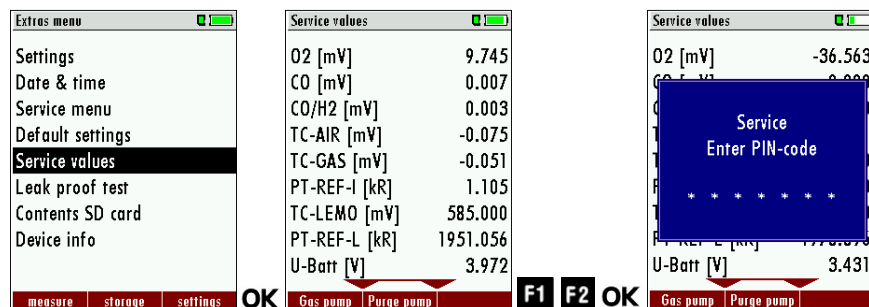 Extras menu
Settings
Date & time
Service menu
Default settings
Service values
Leak proof test
Contents SD card
Device info
measure storage settings
OK
Service values
O2 [mV] 9.745
CO [mV] 0.007
CO/H2 [mV] 0.003
TC-AIR [mV] -0.075
TC-GAS [mV] -0.051
PT-REF-I [kR] 1.105
TC-LEMO [mV] 585.000
PT-REF-L [kR] 1951.056
U-Batt [V] 3.972
Gas pump Purge pump
F1 F2 OK
Service values
O2 [mV] -36.563
Service
Enter PIN-code
* * * * * * *
U-Batt [V] 3.431
Gas pump Purge pump